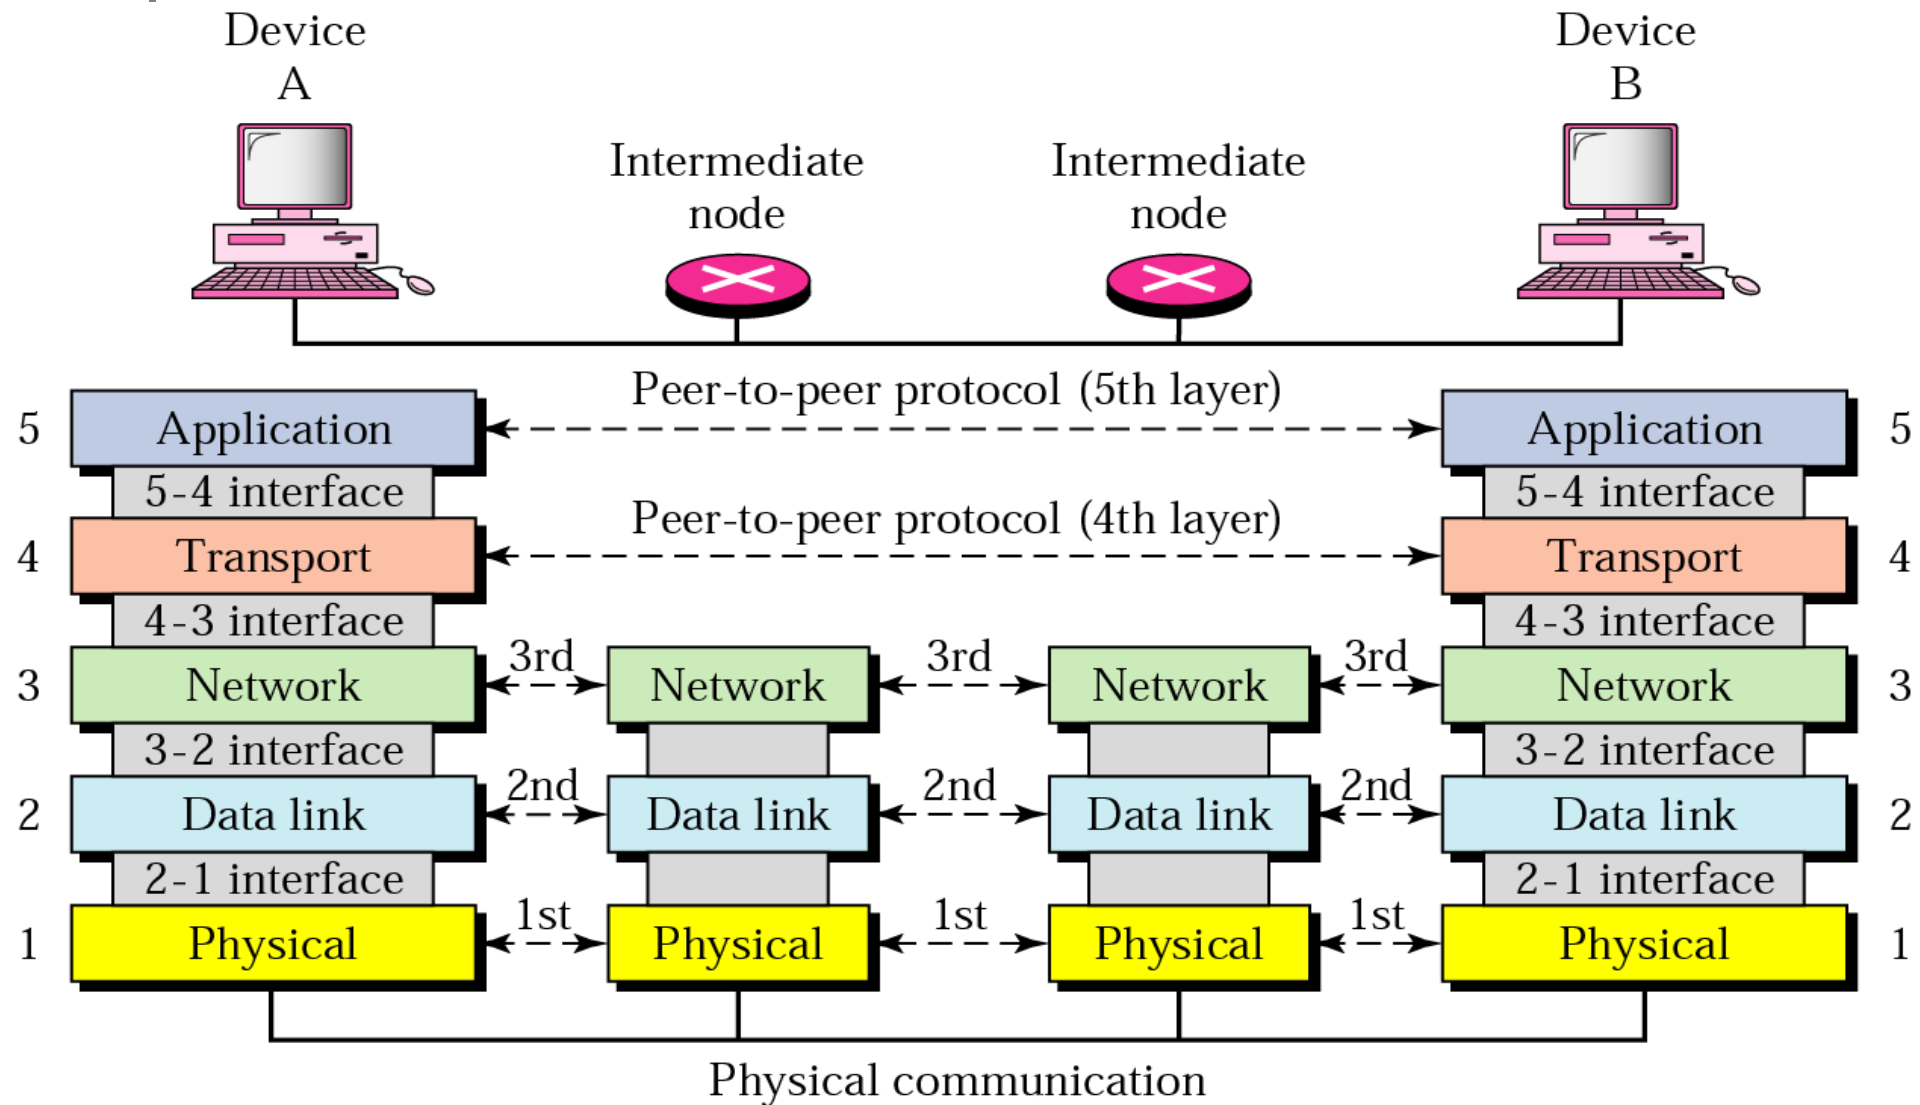 Device
A
Device
B
Intermediate
node
Intermediate
node
Peer-to-peer protocol (5th layer)
5 Application Application 5
5-4 interface 5-4 interface
Peer-to-peer protocol (4th layer)
4 Transport Transport 4
4-3 interface 4-3 interface
3rd 3rd 3rd
3 Network Network Network Network 3
3-2 interface 3-2 interface
2nd 2nd 2nd
2 Data link Data link Data link Data link 2
2-1 interface 2-1 interface
1st 1st 1st
1 Physical Physical Physical Physical 1
Physical communication